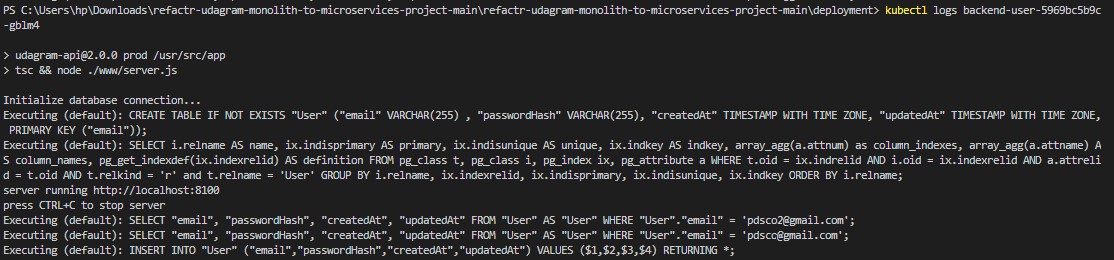 PS C:\Users\hp\Downloads\refactr-udagram-monolith-to-microservices-project-main\refactr-udagram-monolith-to-microservices-project-main\deployment> kubectl logs backend-user-5969bc5b9c
-gblm4
> udagram-api@2.0.0 prod /usr/src/app
> tsc && node ./www/server.js
Initialize database connection...
Executing (default): CREATE TABLE IF NOT EXISTS "User" ("email" VARCHAR(255) , "passwordHash" VARCHAR(255), "createdAt" TIMESTAMP WITH TIME ZONE, "updatedAt" TIMESTAMP WITH TIME ZONE,
 PRIMARY KEY ("email"));
Executing (default): SELECT i.relname AS name, ix.indisprimary AS primary, ix.indisunique AS unique, ix.indkey AS indkey, array_agg(a.attnum) as column_indexes, array_agg(a.attname) A
S column_names, pg_get_indexdef(ix.indexrelid) AS definition FROM pg_class t, pg_class i, pg_index ix, pg_attribute a WHERE t.oid = ix.indrelid AND i.oid = ix.indexrelid AND a.attreli
d = t.oid AND t.relkind = 'r' and t.relname = 'User' GROUP BY i.relname, ix.indexrelid, ix.indisprimary, ix.indisunique, ix.indkey ORDER BY i.relname;
server running http://localhost:8100
press CTRL+C to stop server
Executing (default): SELECT "email", "passwordHash", "createdAt", "updatedAt" FROM "User" AS "User" WHERE "User"."email" = 'pdsco2@gmail.com';
Executing (default): SELECT "email", "passwordHash", "createdAt", "updatedAt" FROM "User" AS "User" WHERE "User"."email" = 'pdscc@gmail.com';
Executing (default): INSERT INTO "User" ("email","passwordHash","createdAt","updatedAt") VALUES ($1,$2,$3,$4) RETURNING *;